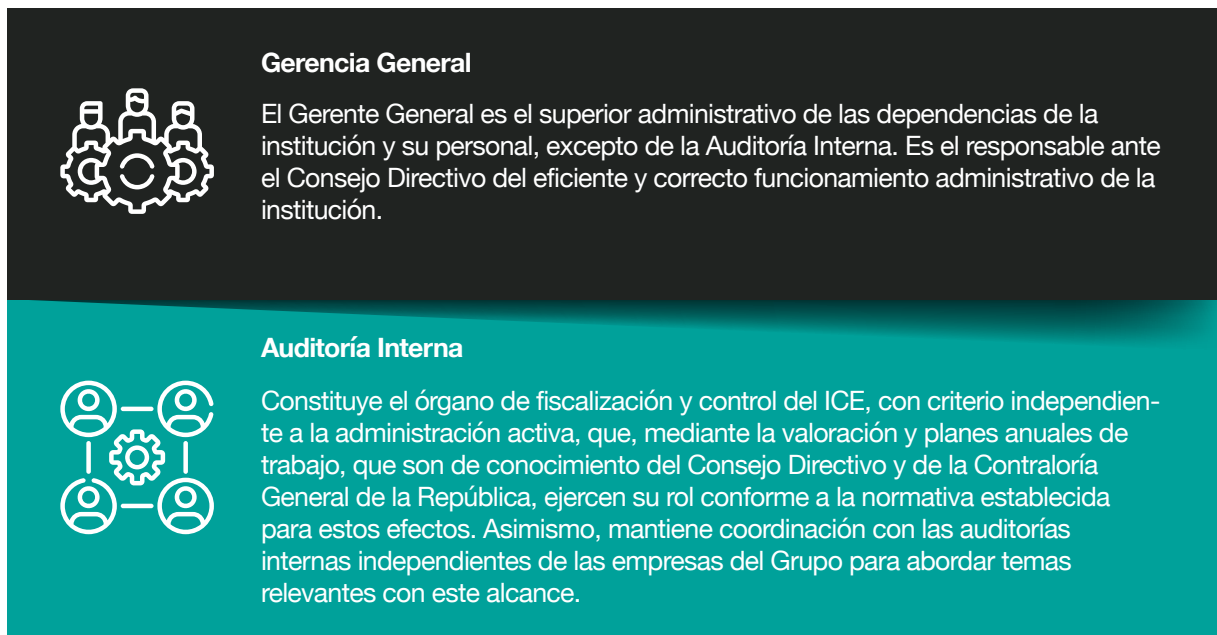 Gerencia General
El Gerente General es el superior administrativo de las dependencias de la
institución y su personal, excepto de la Auditoría Interna. Es el responsable ante
el Consejo Directivo del eficiente y correcto funcionamiento administrativo de la
institución.
Auditoría Interna
Constituye el órgano de fiscalización y control del ICE, con criterio independien-
te a la administración activa, que, mediante la valoración y planes anuales de
trabajo, que son de conocimiento del Consejo Directivo y de la Contraloría
General de la República, ejercen su rol conforme a la normativa establecida
para estos efectos. Asimismo, mantiene coordinación con las auditorías
internas independientes de las empresas del Grupo para abordar temas
relevantes con este alcance.